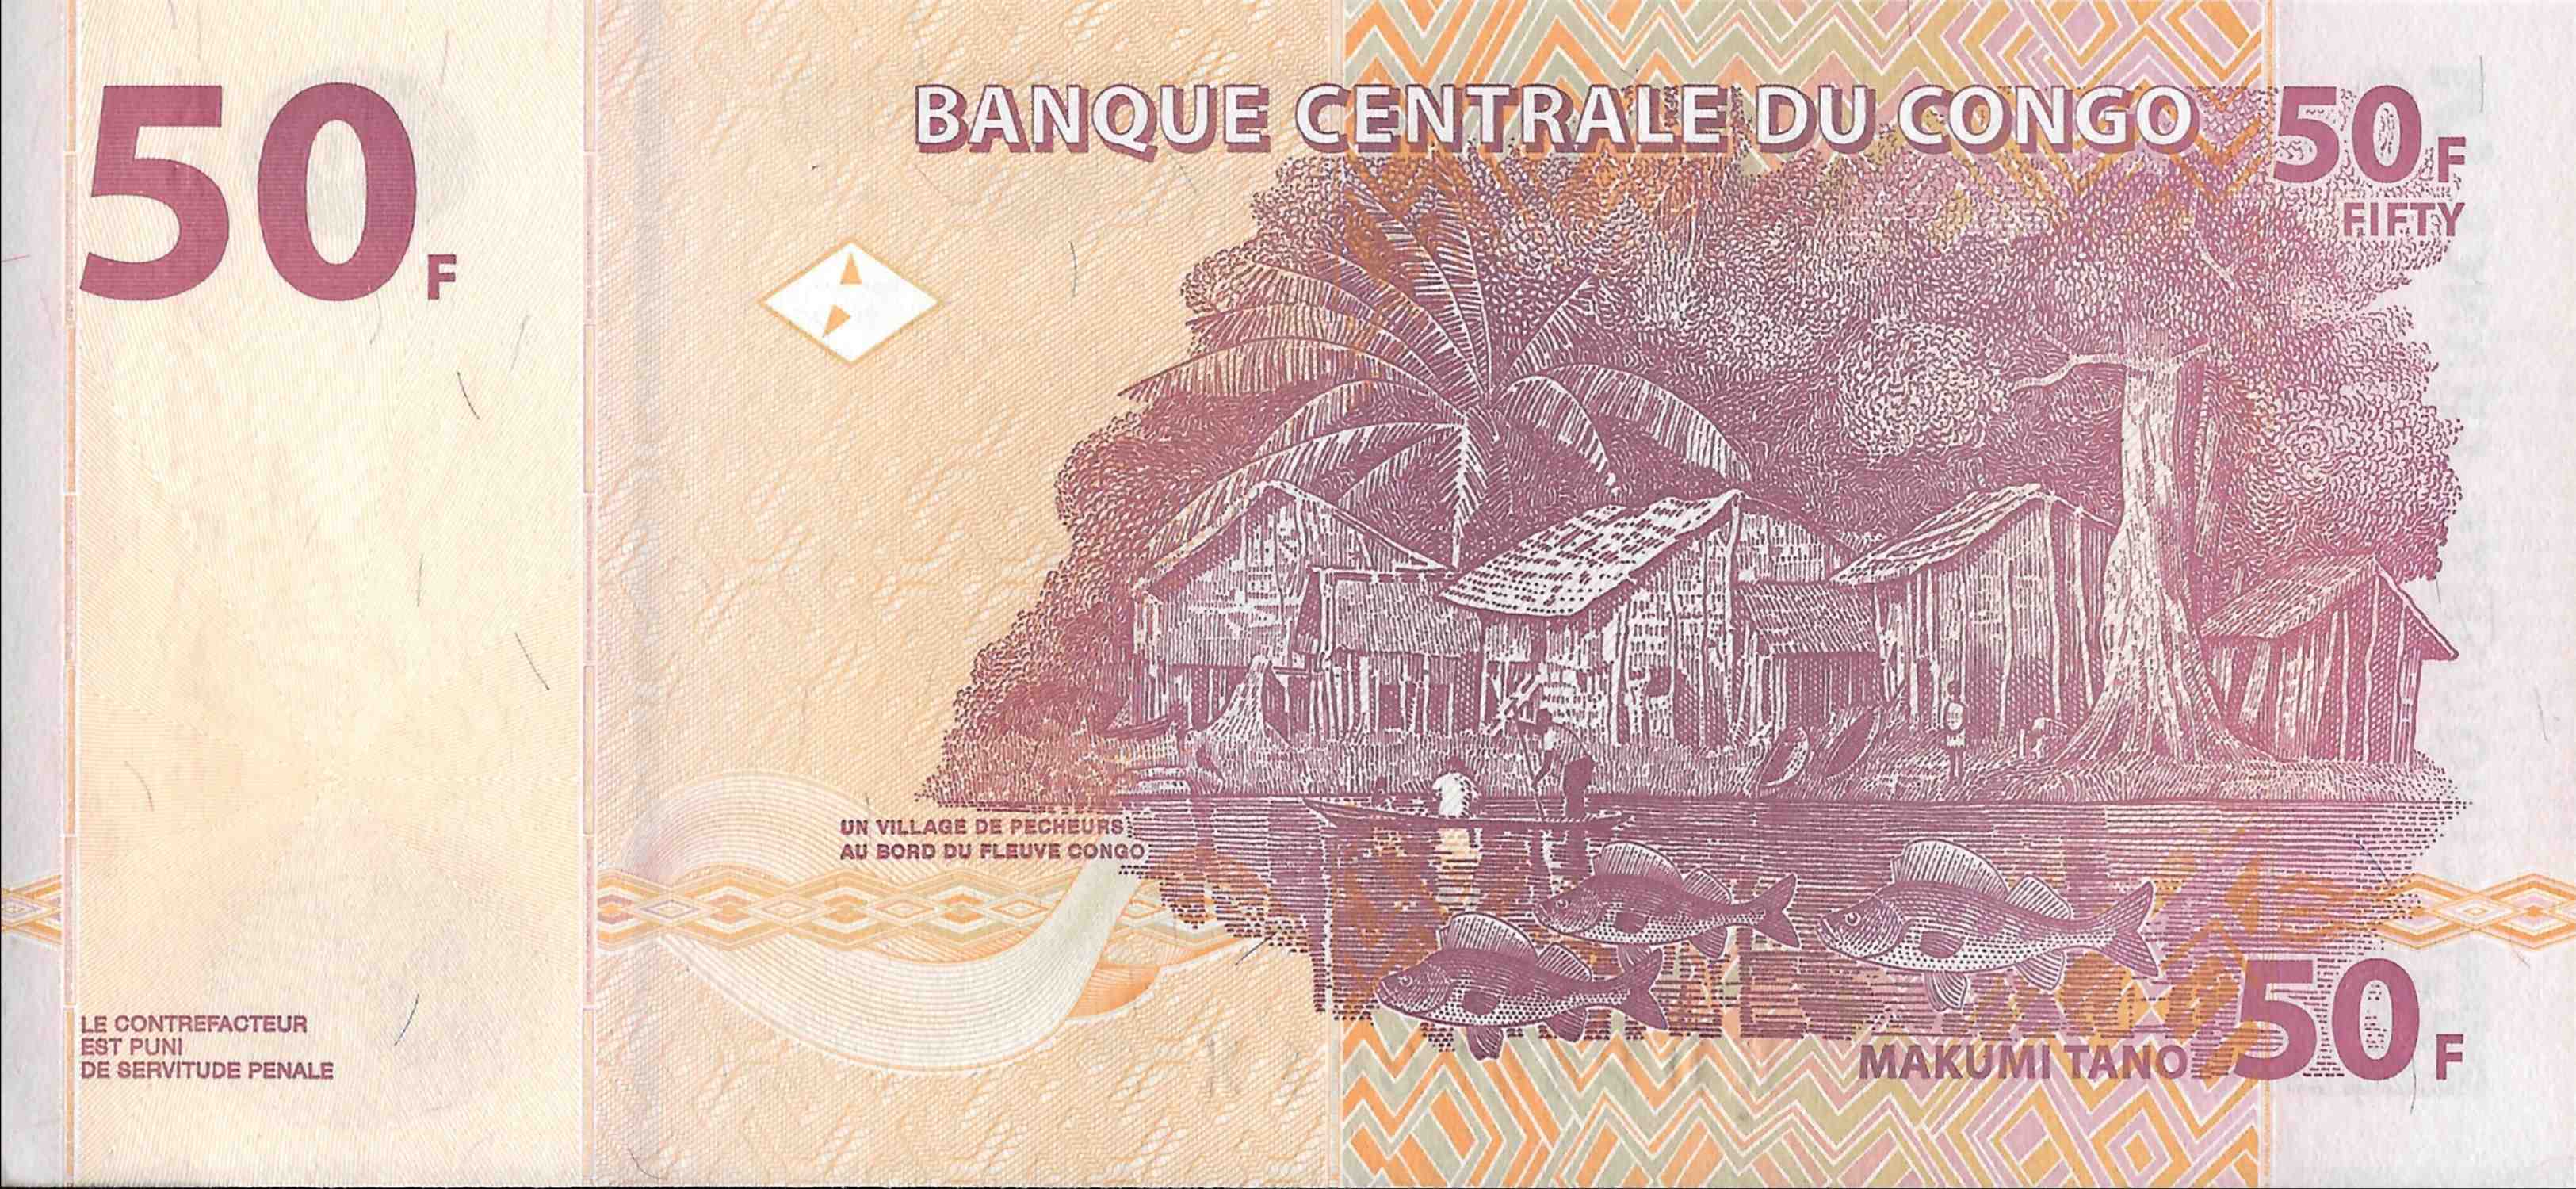 50 F
BANQUE CENTRALE DU CONGO
50 F
FIFTY
UN VILLAGE DE PECHEURS
AU BORD DU FLEUVE CONGO
LE CONTREFACTEUR
EST PUNI
DE SERVITUDE PENALE
MAKUMI TANO
50 F